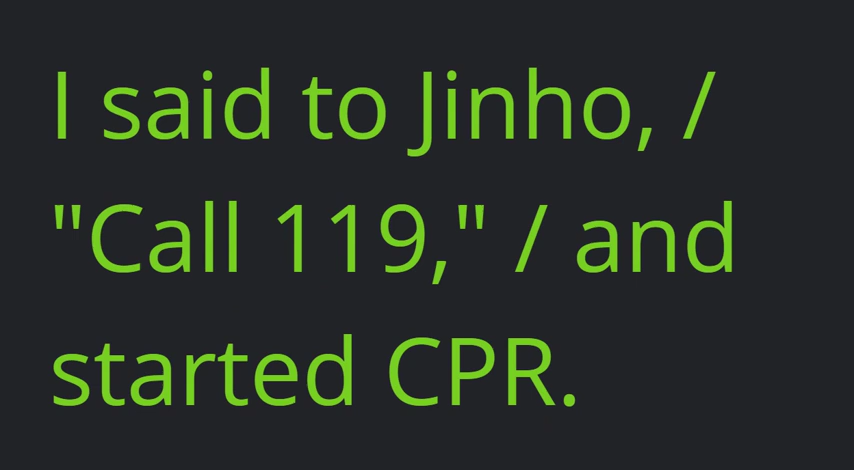 I said to Jinho, /
"Call 119," / and
started CPR.